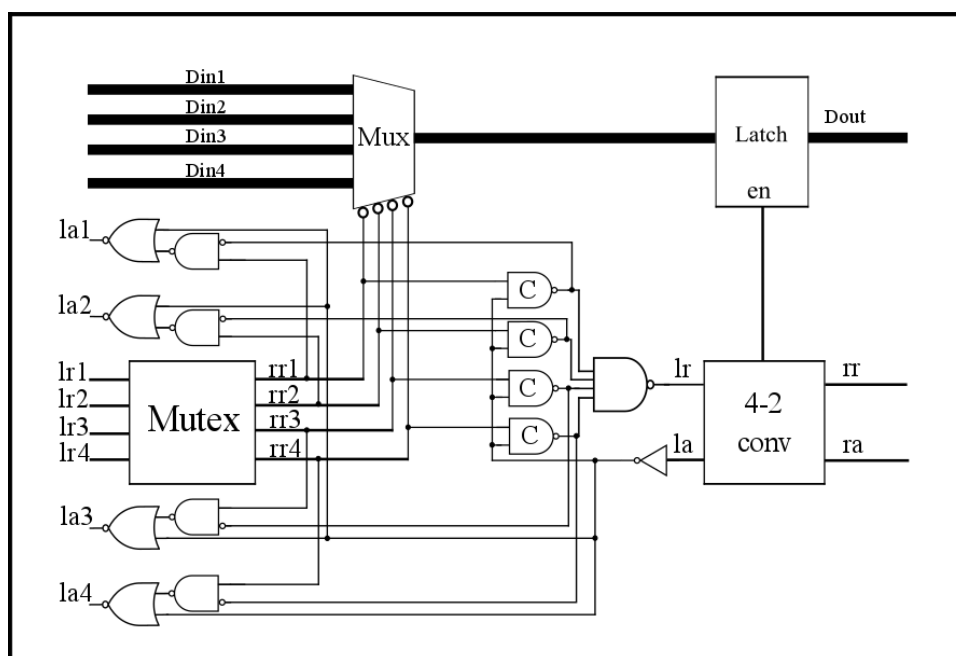 Din1
Din2
Din3
Din4
Mux
Latch
en
Dout
la1
la2
lr1
lr2
lr3
lr4
Mutex
rr1
rr2
rr3
rr4
C
C
C
C
lr
la
4-2
conv
rr
ra
la3
la4